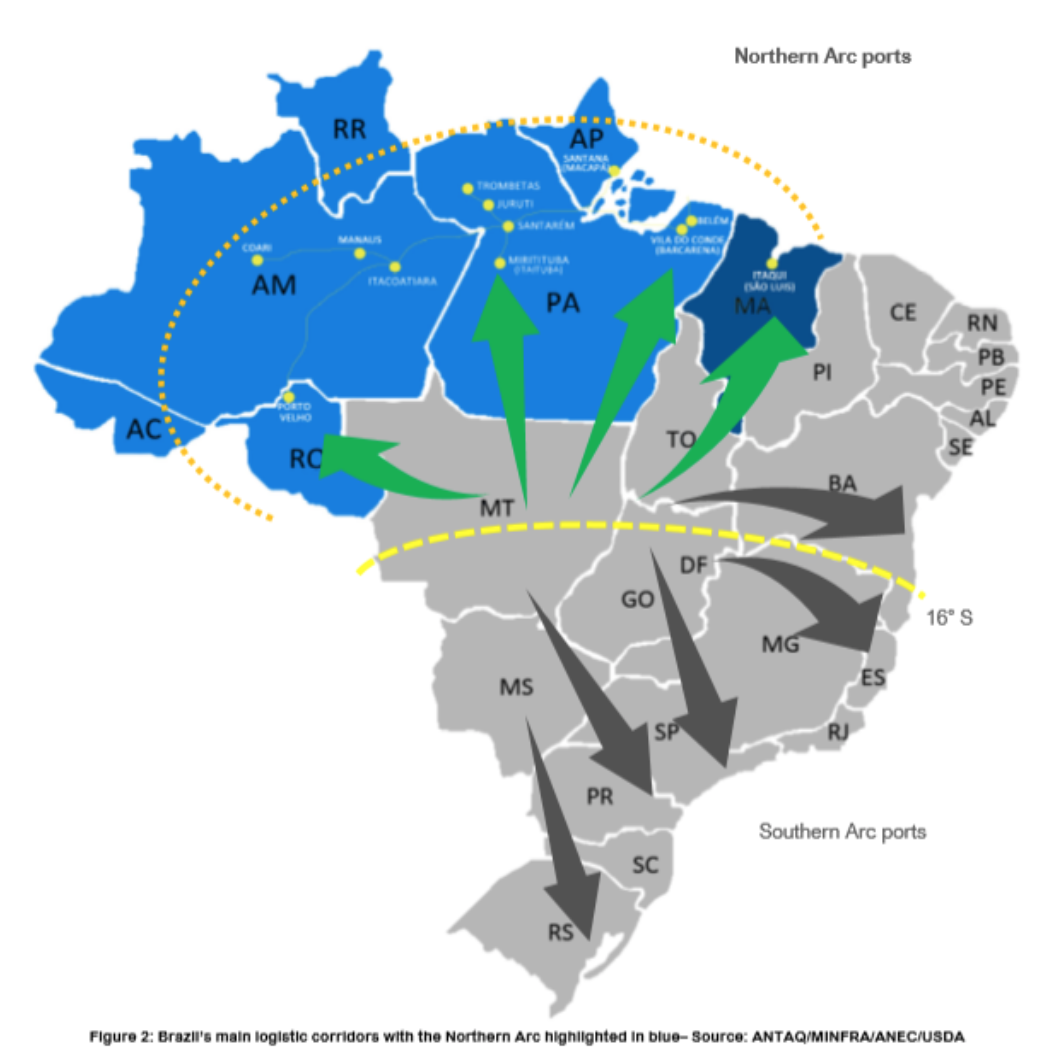 Northern Arc ports
RR
AP
SANTANA
(MACAPÁ)
TROMBETAS
JURUTI
SANTARÉM
BELÉM
VILA DO CONDE
(BARCARENA)
COARI
MANAUS
ITACOATIARA
MIRITITUBA
(ITAITUBA)
ITAQUI
(SÃO LUIS)
AM
PA
MA
CE
RN
PB
PI
PE
AL
PORTO
VELHO
AC
RO
TO
SE
BA
MT
DF
GO
16° S
MG
MS
ES
SP
RJ
PR
Southern Arc ports
SC
RS
Figure 2: Brazil's main logistic corridors with the Northern Arc highlighted in blue– Source: ANTAQ/MINFRA/ANEC/USDA